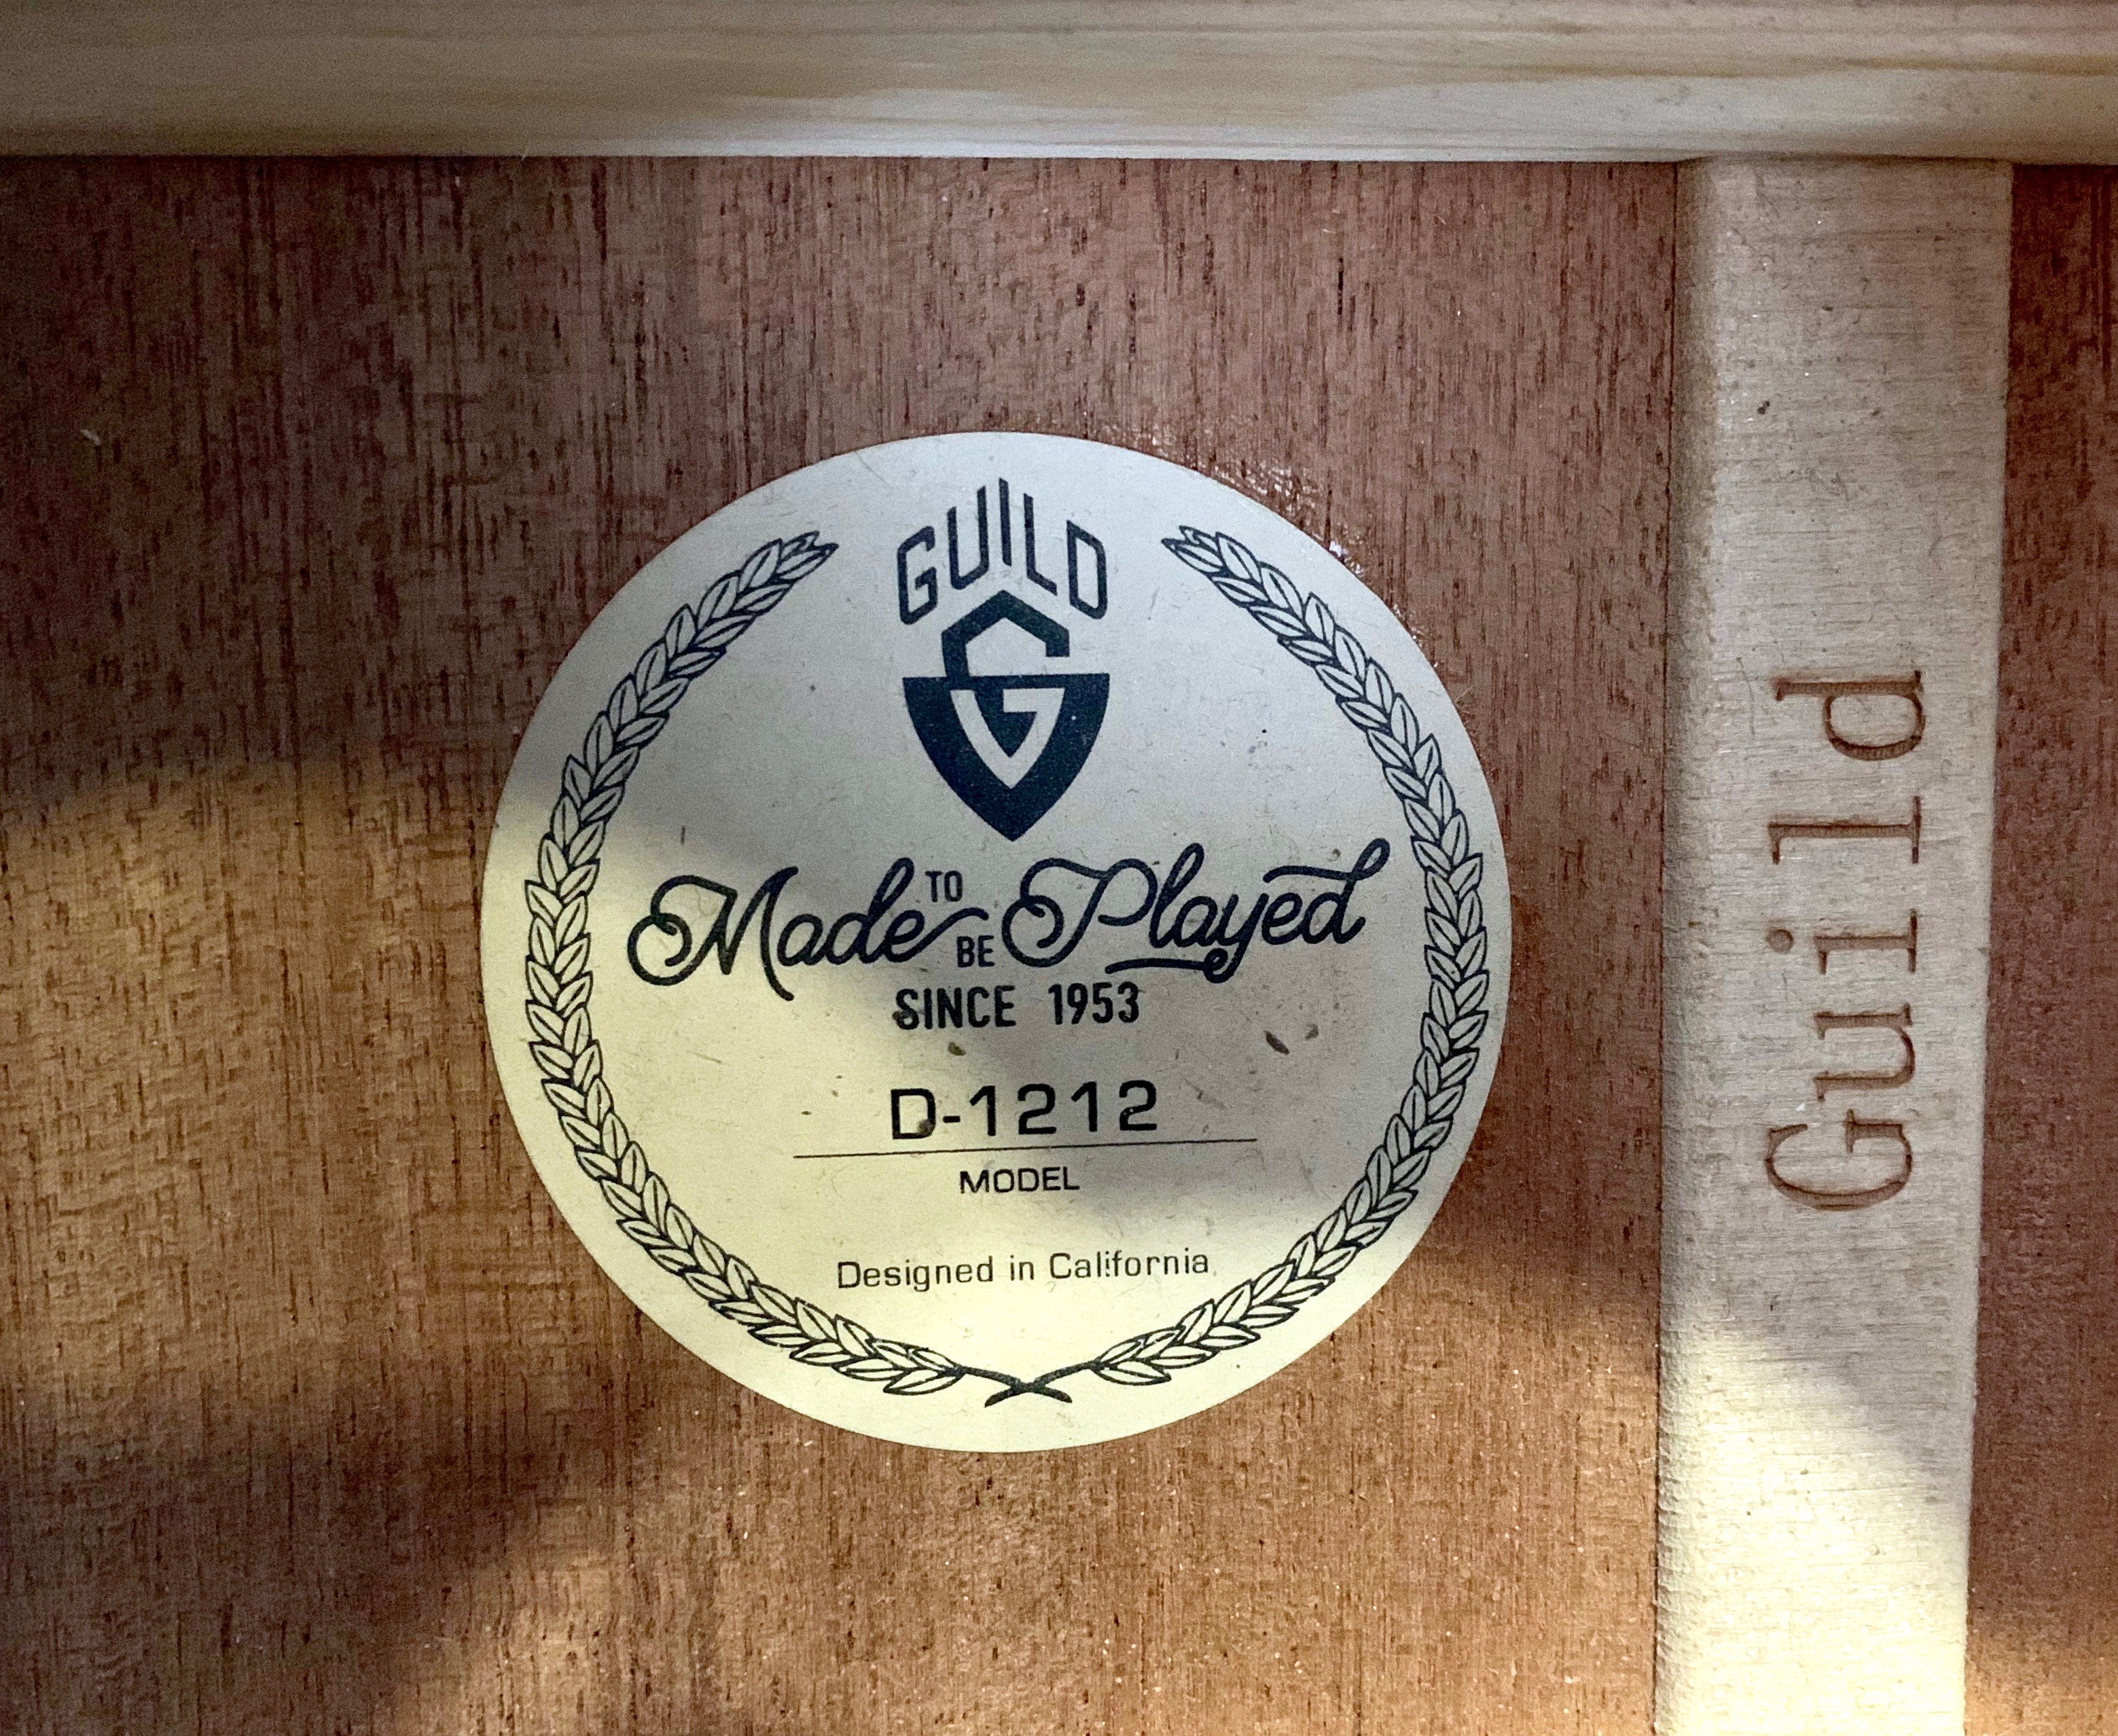 GUILD
G
Made TO BE Played
SINCE 1953
D-1212
MODEL
Designed in California
Guild